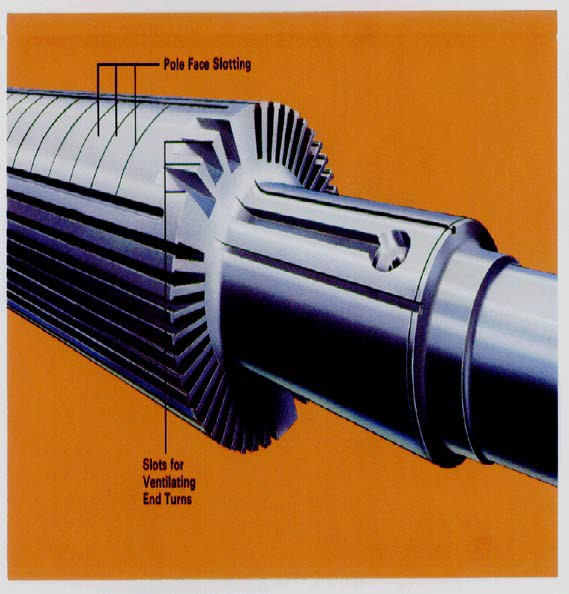 Pole Face Slotting
Slots for
Ventilating
End Turns